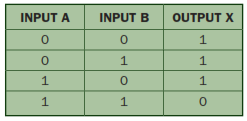 INPUT A INPUT B OUTPUT X
0 0 1
0 1 1
1 0 1
1 1 0